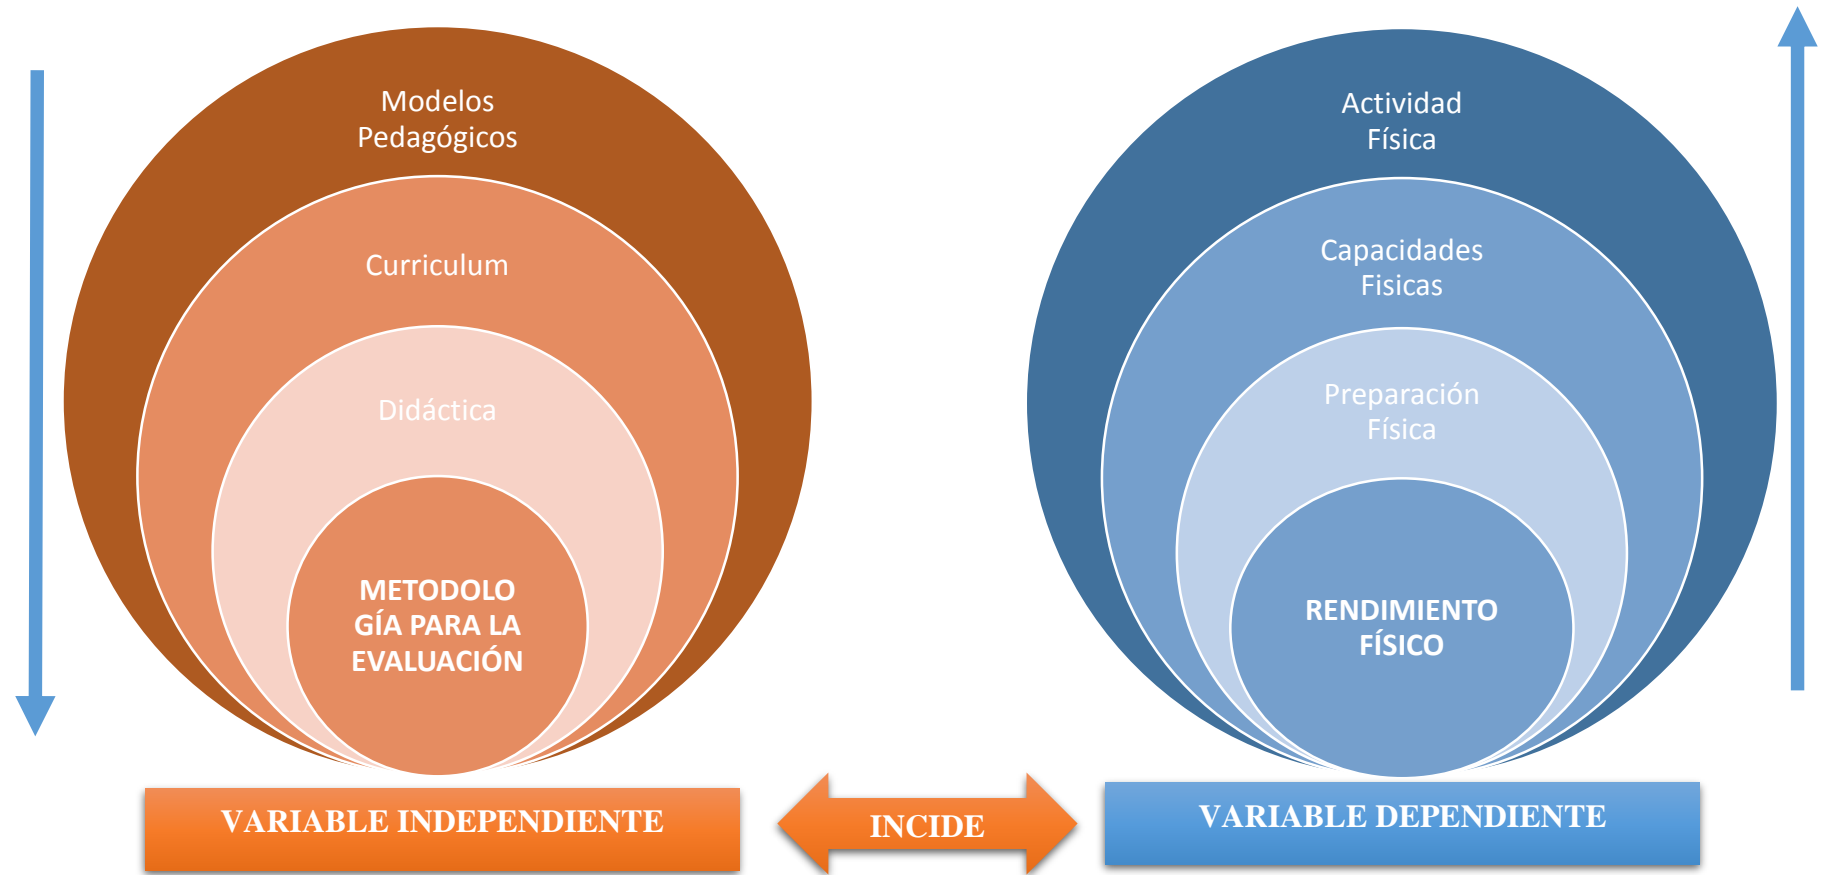 Modelos
Pedagógicos
Curriculum
Didáctica
METODOLO
GÍA PARA LA
EVALUACIÓN
VARIABLE INDEPENDIENTE
INCIDE
Actividad
Física
Capacidades
Fisicas
Preparación
Física
RENDIMIENTO
FÍSICO
VARIABLE DEPENDIENTE